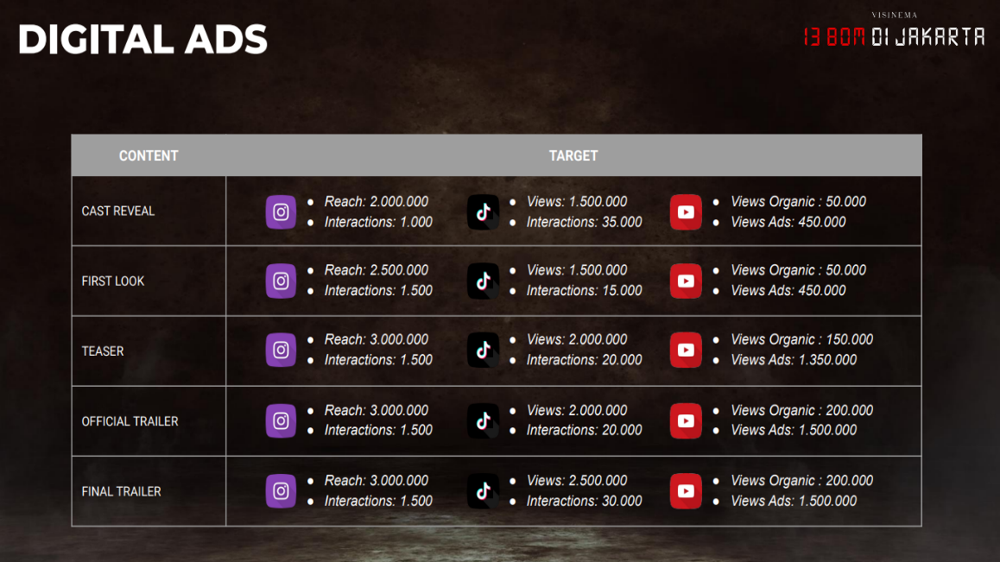 VISINEMA
DIGITAL ADS
13 BOM DI JAKARTA
CONTENT
TARGET
CAST REVEAL
● Reach: 2.000.000
● Interactions: 1.000
● Views: 1.500.000
● Interactions: 35.000
● Views Organic : 50.000
● Views Ads: 450.000
FIRST LOOK
● Reach: 2.500.000
● Interactions: 1.500
● Views: 1.500.000
● Interactions: 15.000
● Views Organic : 50.000
● Views Ads: 450.000
TEASER
● Reach: 3.000.000
● Interactions: 1.500
● Views: 2.000.000
● Interactions: 20.000
● Views Organic : 150.000
● Views Ads: 1.350.000
OFFICIAL TRAILER
● Reach: 3.000.000
● Interactions: 1.500
● Views: 2.000.000
● Interactions: 20.000
● Views Organic : 200.000
● Views Ads: 1.500.000
FINAL TRAILER
● Reach: 3.000.000
● Interactions: 1.500
● Views: 2.500.000
● Interactions: 30.000
● Views Organic : 200.000
● Views Ads: 1.500.000